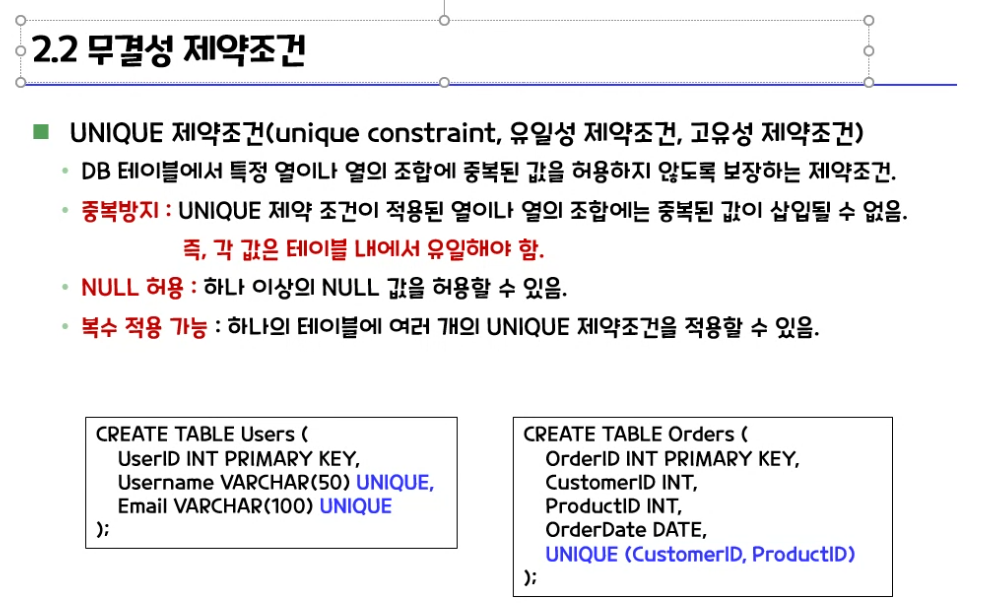 2.2 무결성 제약조건
UNIQUE 제약조건(unique constraint, 유일성 제약조건, 고유성 제약조건)
DB 테이블에서 특정 열이나 열의 조합에 중복된 값을 허용하지 않도록 보장하는 제약조건.
중복방지 : UNIQUE 제약 조건이 적용된 열이나 열의 조합에는 중복된 값이 삽입될 수 없음.
즉, 각 값은 테이블 내에서 유일해야 함.
NULL 허용 : 하나 이상의 NULL 값을 허용할 수 있음.
복수 적용 가능 : 하나의 테이블에 여러 개의 UNIQUE 제약조건을 적용할 수 있음.
CREATE TABLE Users (
UserID INT PRIMARY KEY,
Username VARCHAR(50) UNIQUE,
Email VARCHAR(100) UNIQUE
);
CREATE TABLE Orders (
OrderID INT PRIMARY KEY,
CustomerID INT,
ProductID INT,
OrderDate DATE,
UNIQUE (CustomerID, ProductID)
);